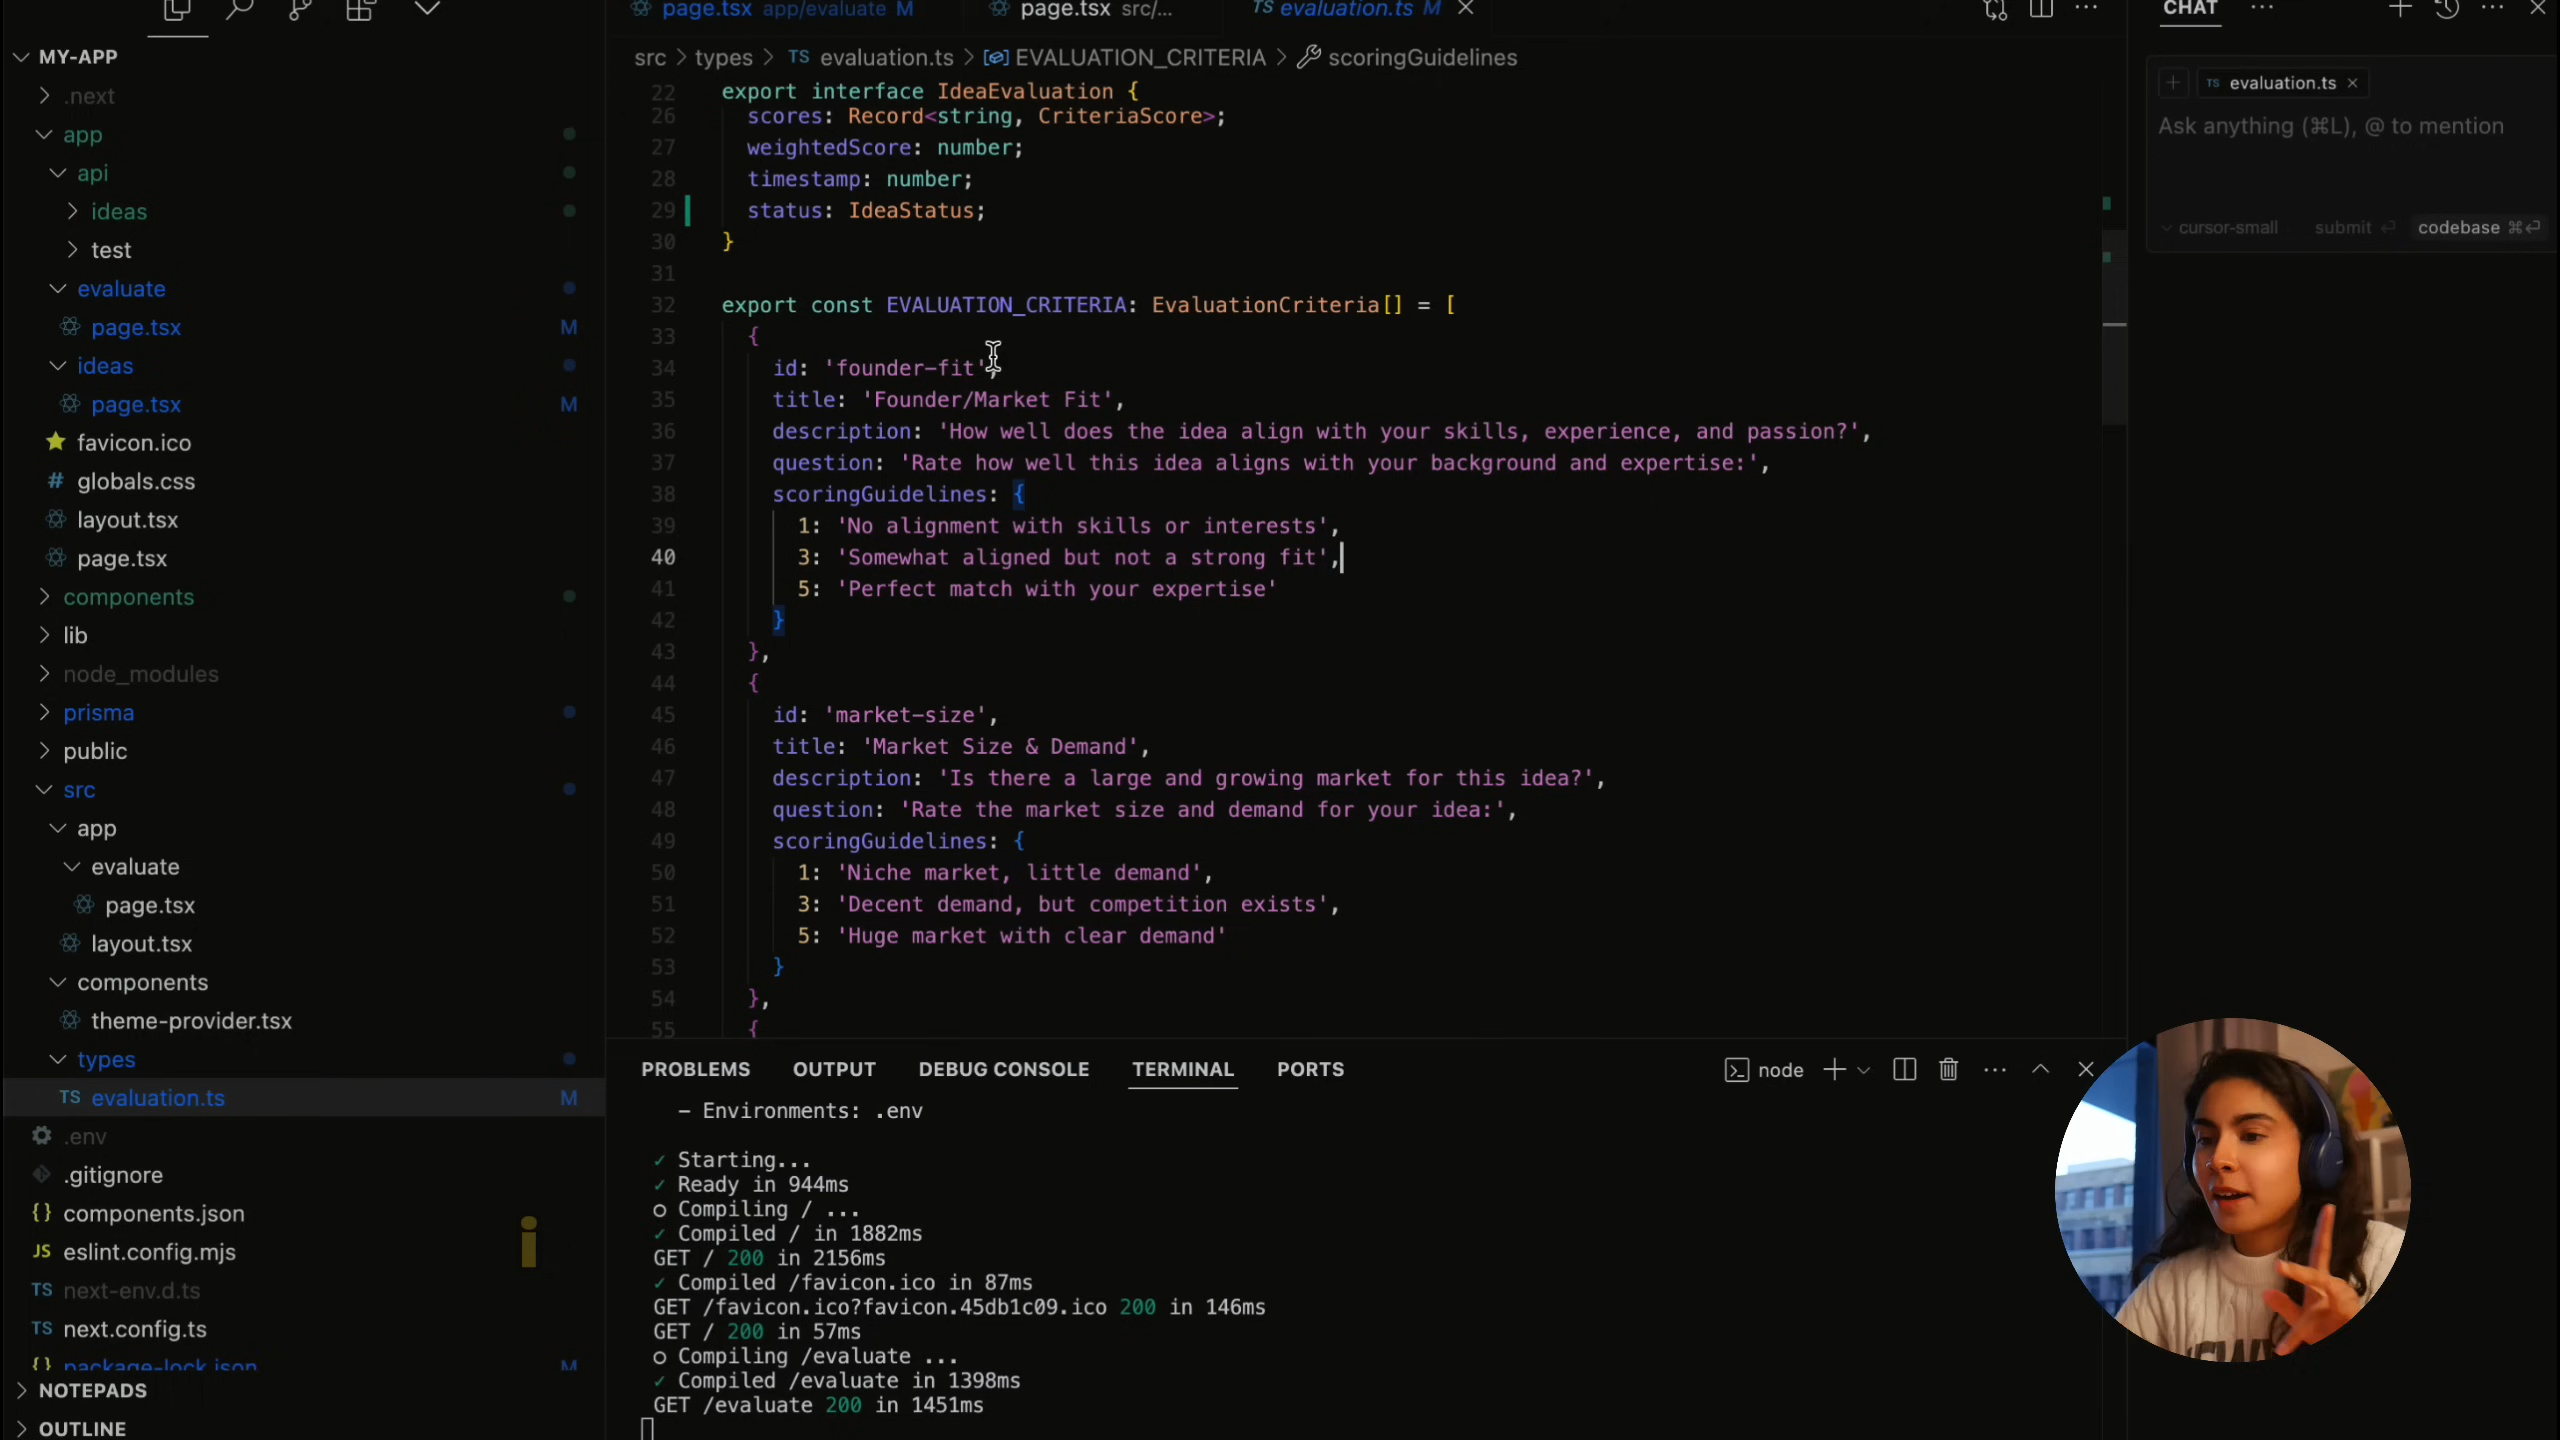 page.tsx app/evaluate M
page.tsx src/...
TS evaluation.ts M
CHAT
MY-APP
.next
app
api
ideas
test
evaluate
page.tsx M
ideas
page.tsx M
favicon.ico
# globals.css
layout.tsx
page.tsx
components
lib
node_modules
prisma
public
src
app
evaluate
page.tsx
layout.tsx
components
theme-provider.tsx
types
TS evaluation.ts M
.env
.gitignore
{} components.json
JS eslint.config.mjs
TS next-env.d.ts
TS next.config.ts
{} package-lock.json M
NOTEPADS
OUTLINE
src > types > TS evaluation.ts > EVALUATION_CRITERIA > scoringGuidelines
22 export interface IdeaEvaluation {
26 scores: Record<string, CriteriaScore>;
27 weightedScore: number;
28 timestamp: number;
29 status: IdeaStatus;
30 }
31
32 export const EVALUATION_CRITERIA: EvaluationCriteria[] = [
33 {
34 id: 'founder-fit',
35 title: 'Founder/Market Fit',
36 description: 'How well does the idea align with your skills, experience, and passion?',
37 question: 'Rate how well this idea aligns with your background and expertise:',
38 scoringGuidelines: {
39 1: 'No alignment with skills or interests',
40 3: 'Somewhat aligned but not a strong fit',
41 5: 'Perfect match with your expertise'
42 }
43 },
44 {
45 id: 'market-size',
46 title: 'Market Size & Demand',
47 description: 'Is there a large and growing market for this idea?',
48 question: 'Rate the market size and demand for your idea:',
49 scoringGuidelines: {
50 1: 'Niche market, little demand',
51 3: 'Decent demand, but competition exists',
52 5: 'Huge market with clear demand'
53 }
54 },
55 {
PROBLEMS OUTPUT DEBUG CONSOLE TERMINAL PORTS
node
- Environments: .env
✓ Starting...
✓ Ready in 944ms
○ Compiling / ...
✓ Compiled / in 1882ms
GET / 200 in 2156ms
✓ Compiled /favicon.ico in 87ms
GET /favicon.ico?favicon.45db1c09.ico 200 in 146ms
GET / 200 in 57ms
○ Compiling /evaluate ...
✓ Compiled /evaluate in 1398ms
GET /evaluate 200 in 1451ms
TS evaluation.ts
Ask anything (⌘L), @ to mention
cursor-small submit ⏎ codebase ⌘⏎